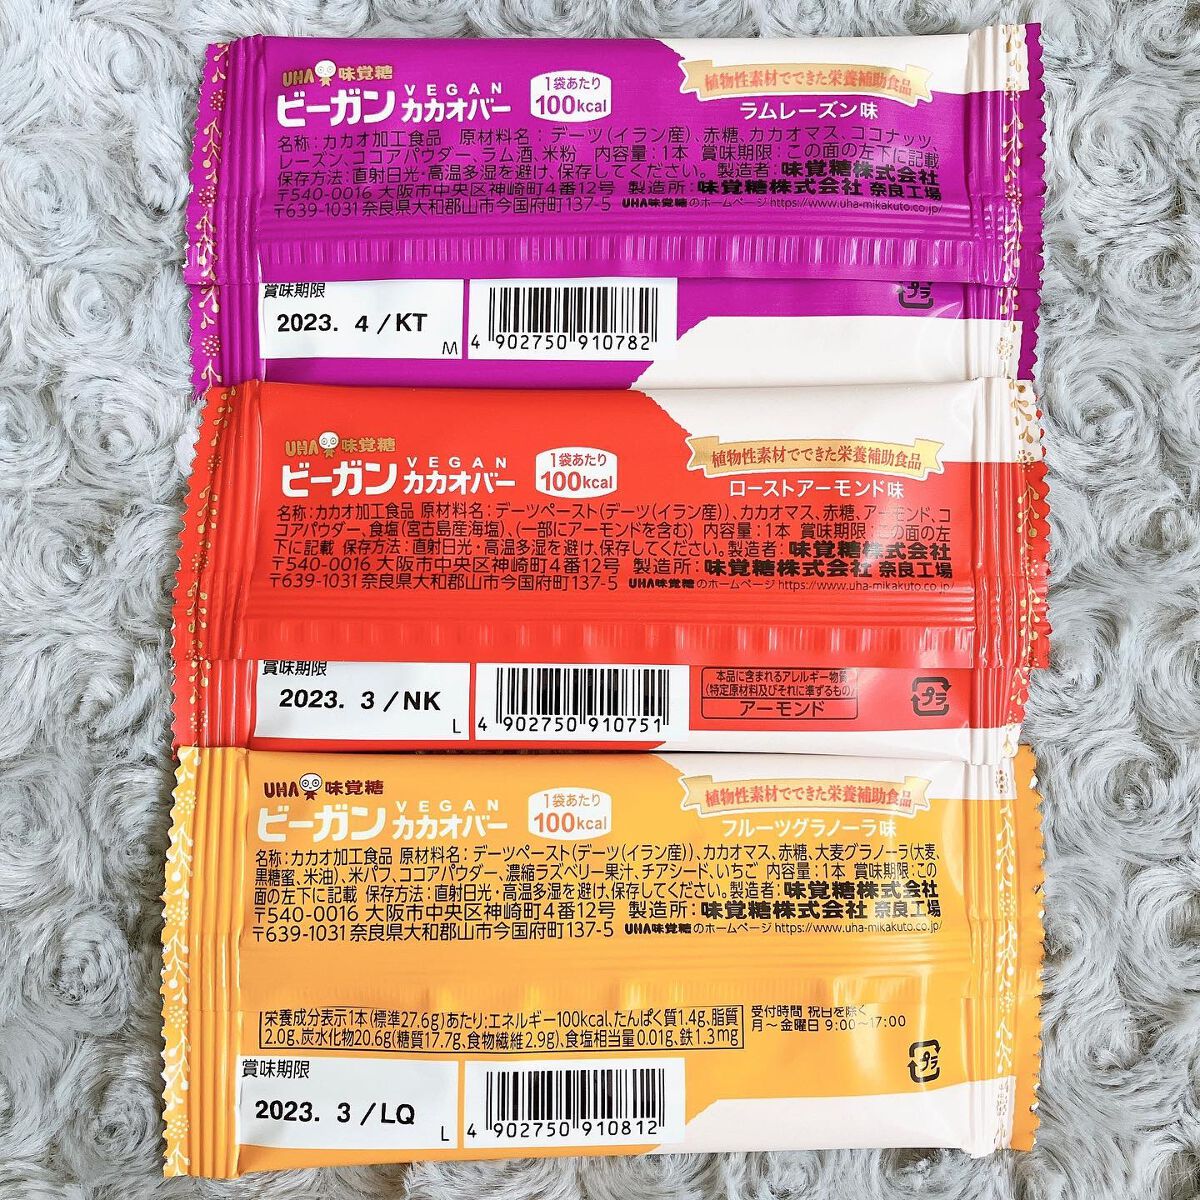 UHA味覚糖
ビーガン VEGAN カカオバー
1袋あたり
100kcal
植物性素材でできた栄養補助食品
ラムレーズン味
名称:カカオ加工食品 原材料名:デーツ(イラン産)、赤糖、カカオマス、ココナッツ、
レーズン、ココアパウダー、ラム酒、米粉 内容量:1本 賞味期限:この面の左下に記載
保存方法:直射日光・高温多湿を避け、保存してください。製造者:味覚糖株式会社
〒540-0016 大阪市中央区神崎町4番12号 製造所:味覚糖株式会社 奈良工場
〒639-1031 奈良県大和郡山市今国府町137-5 UHA味覚糖のホームページ https://www.uha-mikakuto.co.jp/
賞味期限
2023. 4 /KT
M
4 902750 910782
プラ
UHA味覚糖
ビーガン VEGAN カカオバー
1袋あたり
100kcal
植物性素材でできた栄養補助食品
ローストアーモンド味
名称:カカオ加工食品 原材料名:デーツペースト(デーツ(イラン産))、カカオマス、赤糖、アーモンド、コ
コアパウダー、食塩(宮古島産海塩)、(一部にアーモンドを含む) 内容量:1本 賞味期限:この面の左
下に記載 保存方法:直射日光・高温多湿を避け、保存してください。製造者:味覚糖株式会社
〒540-0016 大阪市中央区神崎町4番12号 製造所:味覚糖株式会社 奈良工場
〒639-1031 奈良県大和郡山市今国府町137-5 UHA味覚糖のホームページ https://www.uha-mikakuto.co.jp/
賞味期限
2023. 3 /NK
L
4 902750 910751
本品に含まれるアレルギー物質
(特定原材料及びそれに準ずるもの)
アーモンド
プラ
UHA味覚糖
ビーガン VEGAN カカオバー
1袋あたり
100kcal
植物性素材でできた栄養補助食品
フルーツグラノーラ味
名称:カカオ加工食品 原材料名:デーツペースト(デーツ(イラン産))、カカオマス、赤糖、大麦グラノーラ(大麦、
黒糖蜜、米油)、米パフ、ココアパウダー、濃縮ラズベリー果汁、チアシード、いちご 内容量:1本 賞味期限:この
面の左下に記載 保存方法:直射日光・高温多湿を避け、保存してください。製造者:味覚糖株式会社
〒540-0016 大阪市中央区神崎町4番12号 製造所:味覚糖株式会社 奈良工場
〒639-1031 奈良県大和郡山市今国府町137-5 UHA味覚糖のホームページ https://www.uha-mikakuto.co.jp/
栄養成分表示1本(標準27.6g)あたり:エネルギー100kcal、たんぱく質1.4g、脂質
2.0g、炭水化物20.6g(糖質17.7g、食物繊維2.9g)、食塩相当量0.01g、鉄1.3mg
受付時間 祝日を除く
月〜金曜日 9:00〜17:00
賞味期限
2023. 3 /LQ
L
4 902750 910812
プラ